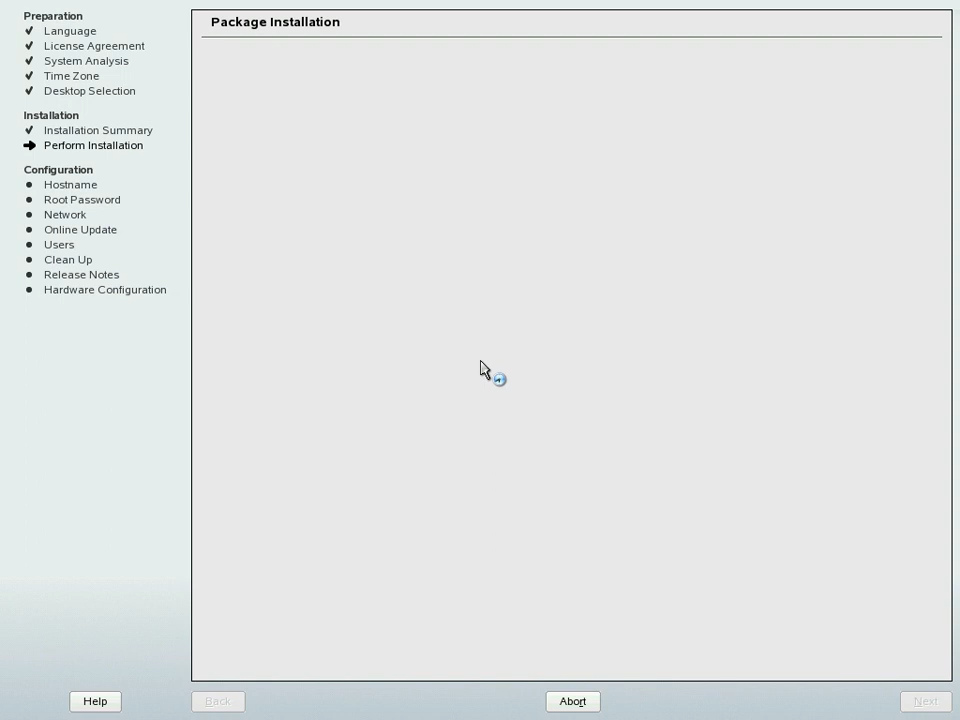 Preparation
Language
License Agreement
System Analysis
Time Zone
Desktop Selection
Installation
Installation Summary
Perform Installation
Configuration
Hostname
Root Password
Network
Online Update
Users
Clean Up
Release Notes
Hardware Configuration
Package Installation
Help
Back
Abort
Next